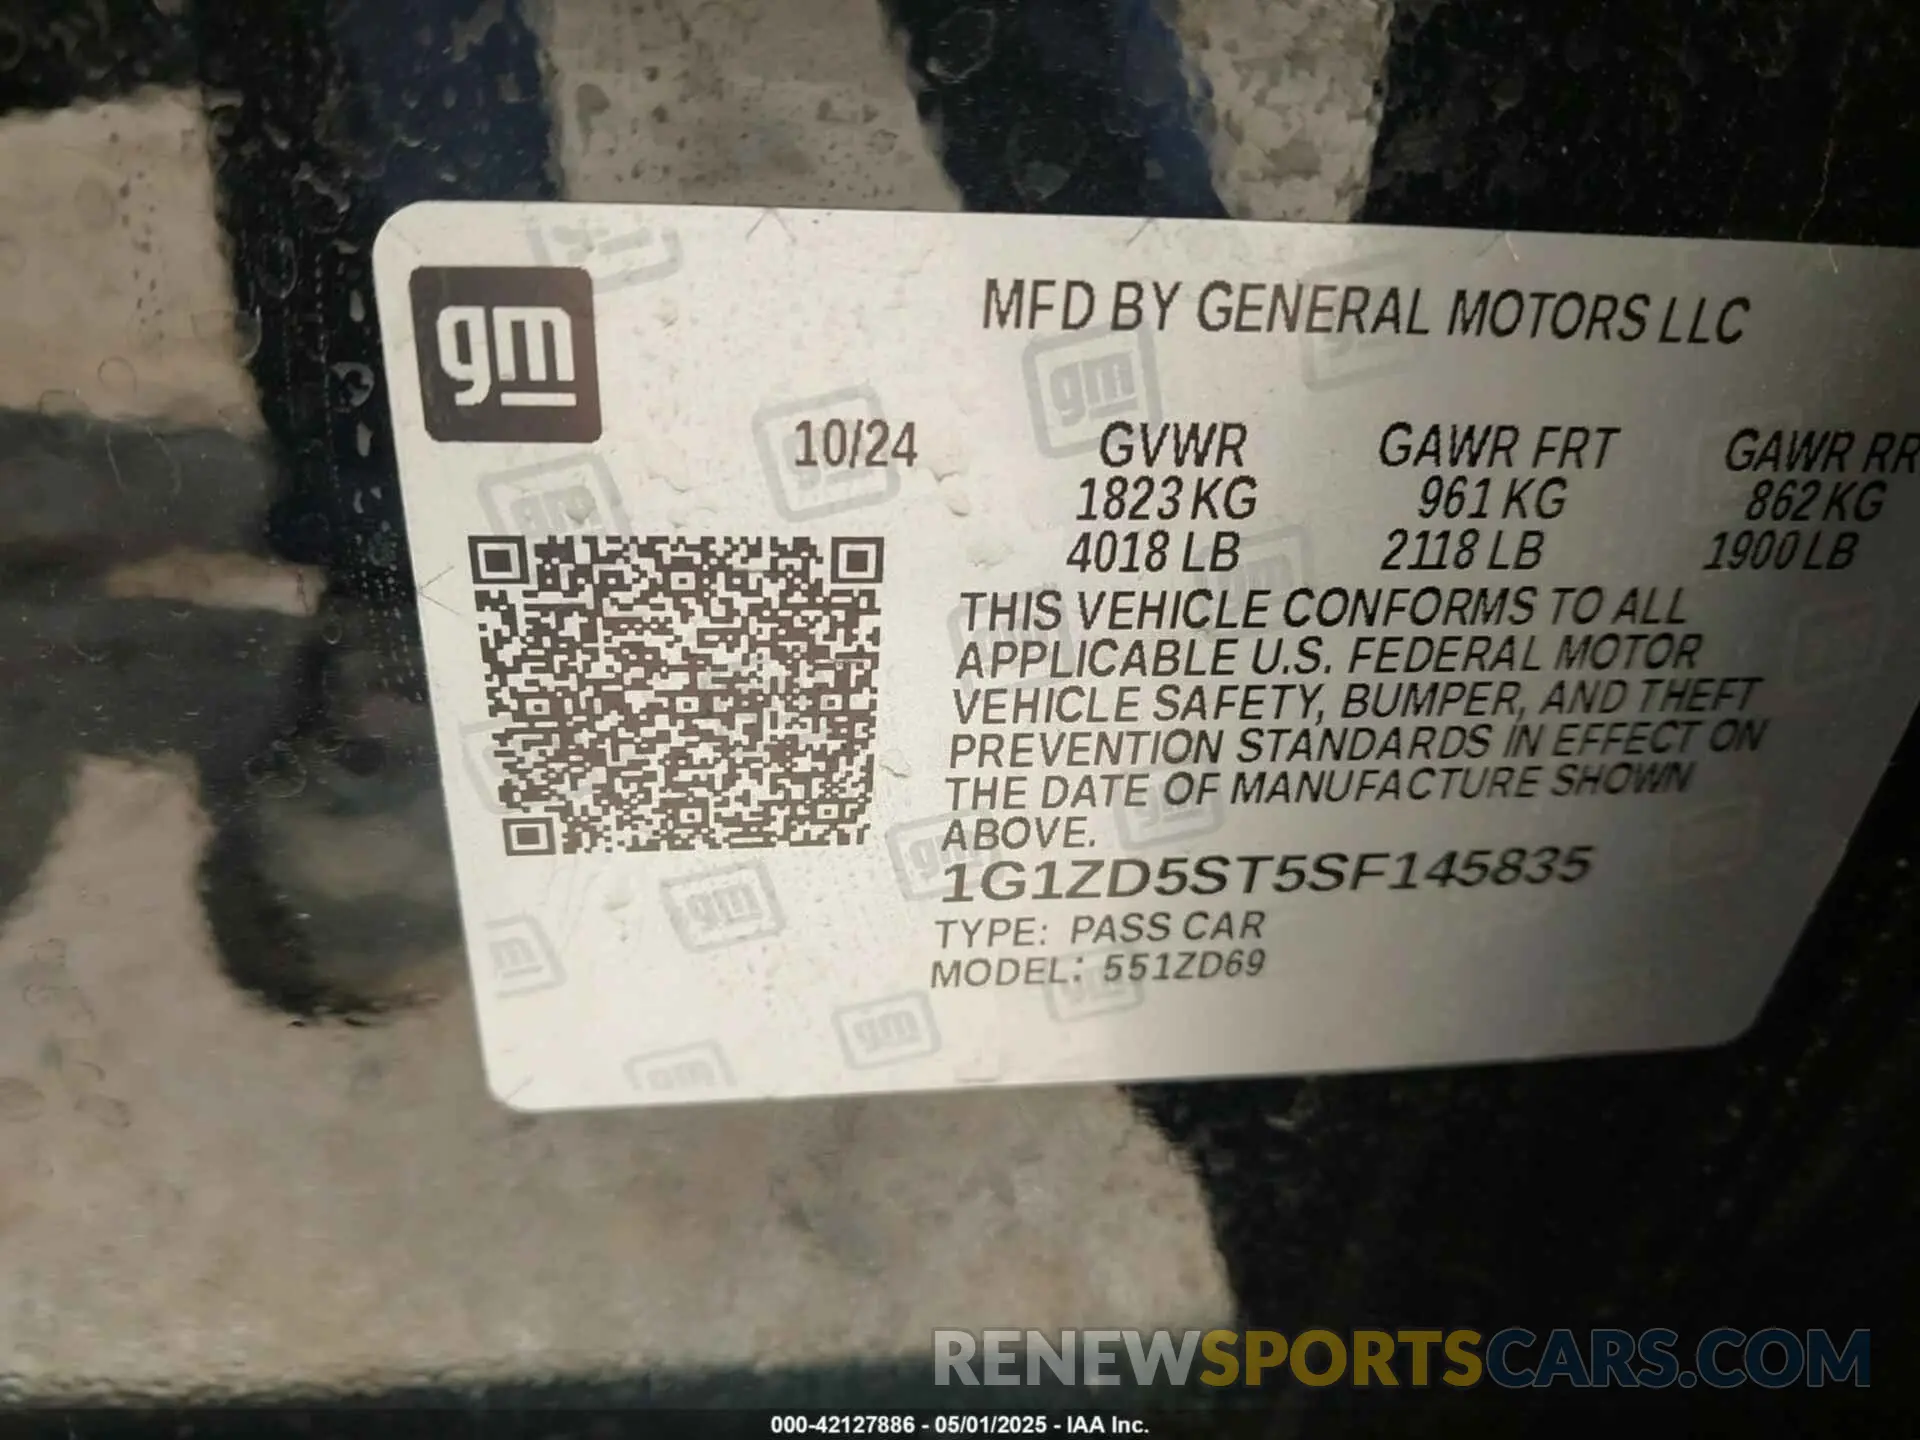 gm
MFD BY GENERAL MOTORS LLC
10/24
GVWR GAWR FRT GAWR RR
1823 KG 961 KG 862 KG
4018 LB 2118 LB 1900 LB
THIS VEHICLE CONFORMS TO ALL
APPLICABLE U.S. FEDERAL MOTOR
VEHICLE SAFETY, BUMPER, AND THEFT
PREVENTION STANDARDS IN EFFECT ON
THE DATE OF MANUFACTURE SHOWN
ABOVE.
1G1ZD5ST5SF145835
TYPE: PASS CAR
MODEL: 551ZD69
RENEWSPORTSCARS.COM
000-42127886 - 05/01/2025 - IAA Inc.